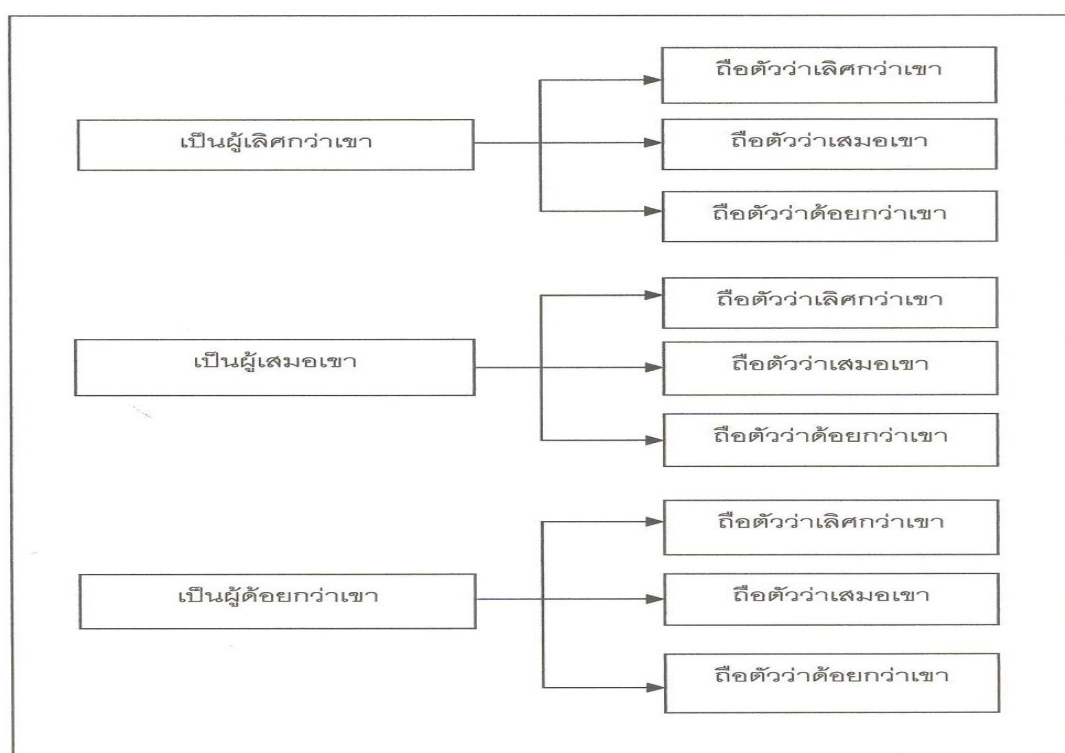 ถือตัวว่าเลิศกว่าเขา
เป็นผู้เลิศกว่าเขา
ถือตัวว่าเสมอเขา
ถือตัวว่าด้อยกว่าเขา
ถือตัวว่าเลิศกว่าเขา
เป็นผู้เสมอเขา
ถือตัวว่าเสมอเขา
ถือตัวว่าด้อยกว่าเขา
ถือตัวว่าเลิศกว่าเขา
เป็นผู้ด้อยกว่าเขา
ถือตัวว่าเสมอเขา
ถือตัวว่าด้อยกว่าเขา